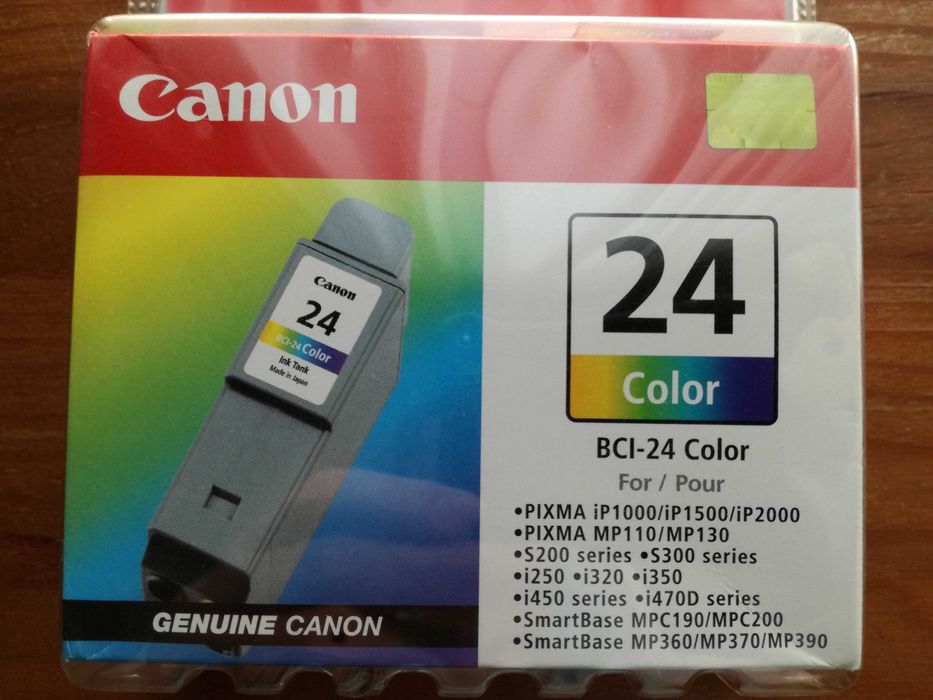 Canon
Canon
24
BCI-24 Color
Ink Tank
Made in Japan
GENUINE CANON
24
Color
BCI-24 Color
For / Pour
•PIXMA iP1000/iP1500/iP2000
•PIXMA MP110/MP130
•S200 series •S300 series
•i250 •i320 •i350
•i450 series •i470D series
•SmartBase MPC190/MPC200
•SmartBase MP360/MP370/MP390